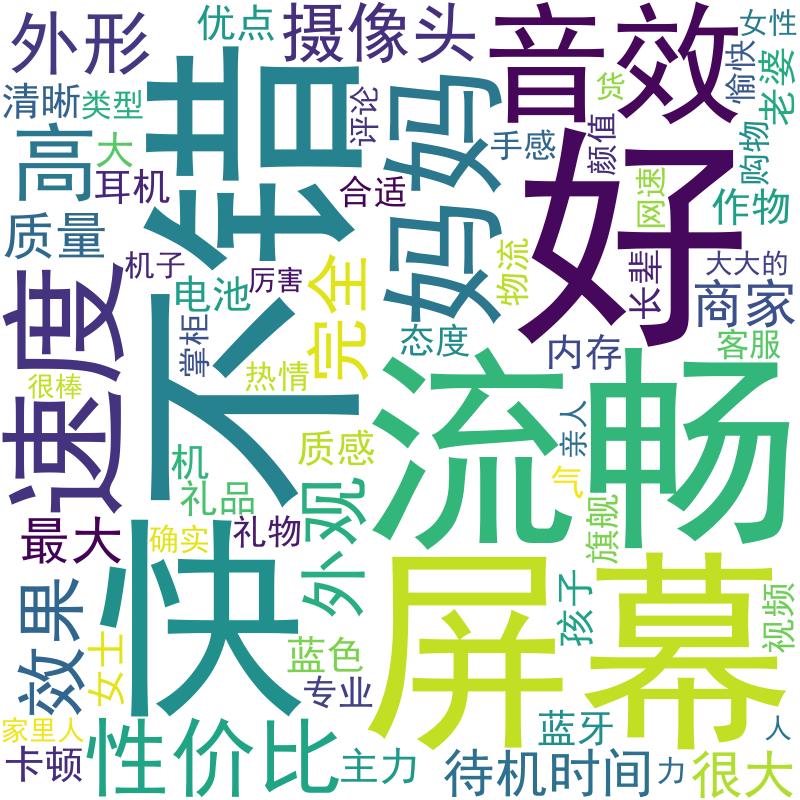 外形
优点
摄像头
音效
女性
清晰
类型
不错
评论
妈妈
货
愉快
老婆
高
大
耳机
合适
手感
颜值
购物
质量
好
网速
作物
机子
电池
厉害
完全
物流
长辈
大大的
商家
速度
掌柜
热情
态度
内存
客服
很棒
流畅
亲人
机
质感
礼品
气
最大
确实
礼物
外观
旗舰
快
屏幕
效果
孩子
视频
女士
蓝色
专业
家里人
卡顿
性价比
主力
蓝牙
人
待机时间
力
很大